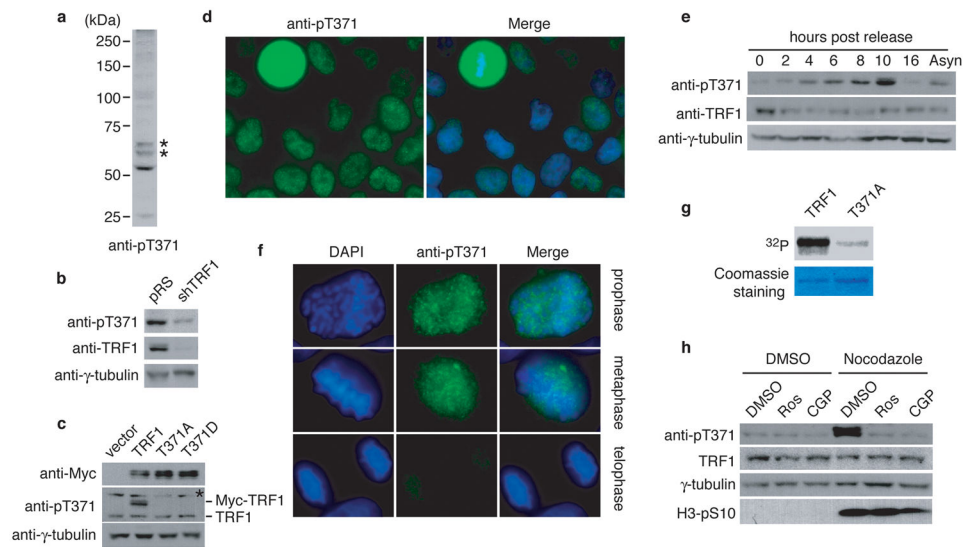 a
(kDa)
250
150
100
75
50
25
*
*
anti-pT371
b
pRS
shTRF1
anti-pT371
anti-TRF1
anti-γ-tubulin
c
vector
TRF1
T371A
T371D
anti-Myc
anti-pT371
*
Myc-TRF1
TRF1
anti-γ-tubulin
d
anti-pT371
Merge
f
DAPI
anti-pT371
Merge
prophase
metaphase
telophase
e
hours post release
0 2 4 6 8 10 16 Asyn
anti-pT371
anti-TRF1
anti-γ-tubulin
g
TRF1
T371A
³²P
Coomassie
staining
h
DMSO Nocodazole
DMSO Ros CGP DMSO Ros CGP
anti-pT371
TRF1
γ-tubulin
H3-pS10